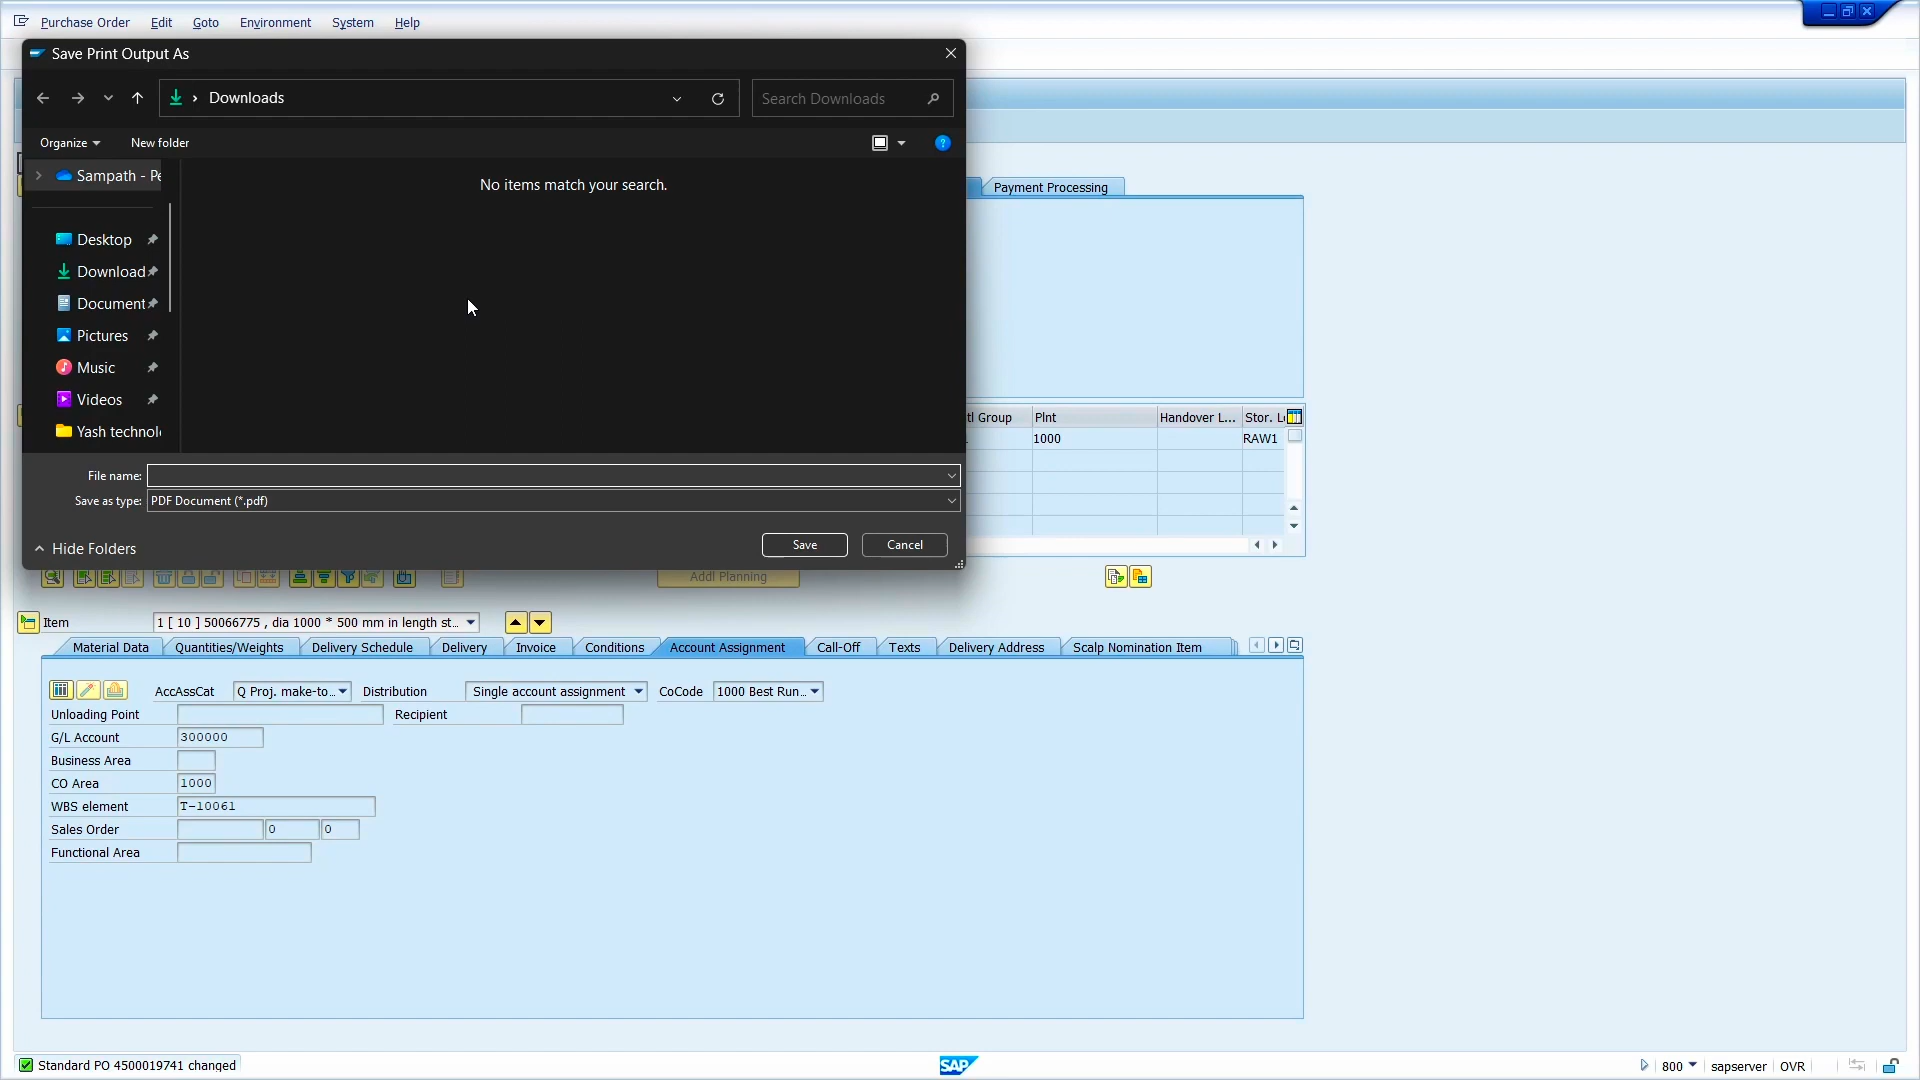 Purchase Order Edit Goto Environment System Help
Save Print Output As
Downloads
Search Downloads
Organize New folder
Sampath - Pe
No items match your search.
Desktop
Download
Document
Pictures
Music
Videos
Yash technol
File name:
Save as type: PDF Document (*.pdf)
Hide Folders Save Cancel
Payment Processing
tl Group Plnt Handover L... Stor. L
1000 RAW1
Addl Planning
Item 1 [ 10 ] 50066775 , dia 1000 * 500 mm in length st...
Material Data Quantities/Weights Delivery Schedule Delivery Invoice Conditions Account Assignment Call-Off Texts Delivery Address Scalp Nomination Item
AccAssCat Q Proj. make-to... Distribution Single account assignment CoCode 1000 Best Run...
Unloading Point Recipient
G/L Account 300000
Business Area
CO Area 1000
WBS element T-10061
Sales Order 0 0
Functional Area
Standard PO 4500019741 changed
SAP
800 sapserver OVR